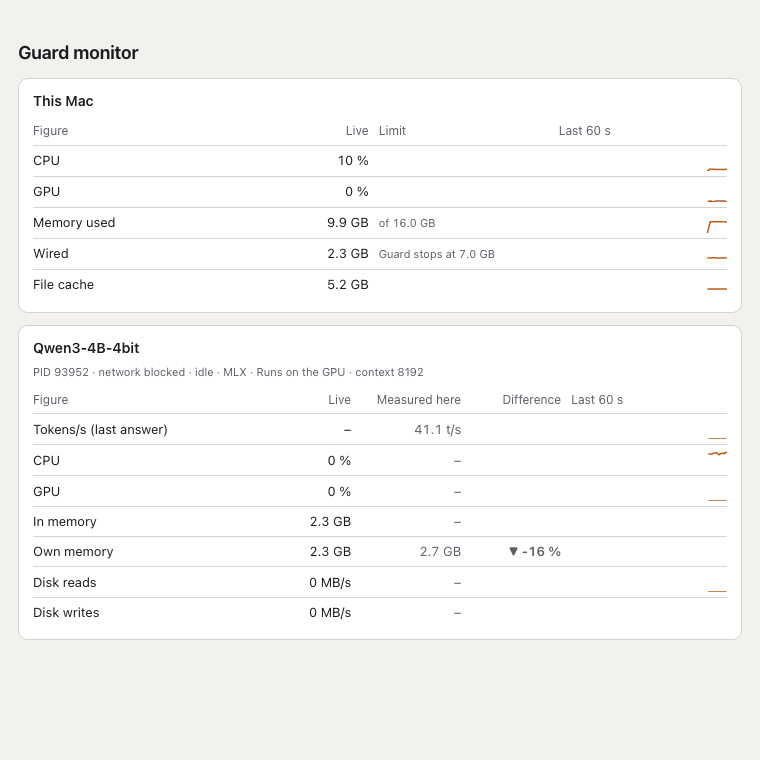 Guard monitor
This Mac
Figure Live Limit Last 60 s
CPU 10 %
GPU 0 %
Memory used 9.9 GB of 16.0 GB
Wired 2.3 GB Guard stops at 7.0 GB
File cache 5.2 GB
Qwen3-4B-4bit
PID 93952 · network blocked · idle · MLX · Runs on the GPU · context 8192
Figure Live Measured here Difference Last 60 s
Tokens/s (last answer) – 41.1 t/s
CPU 0 % –
GPU 0 % –
In memory 2.3 GB –
Own memory 2.3 GB 2.7 GB ▼ -16 %
Disk reads 0 MB/s –
Disk writes 0 MB/s –